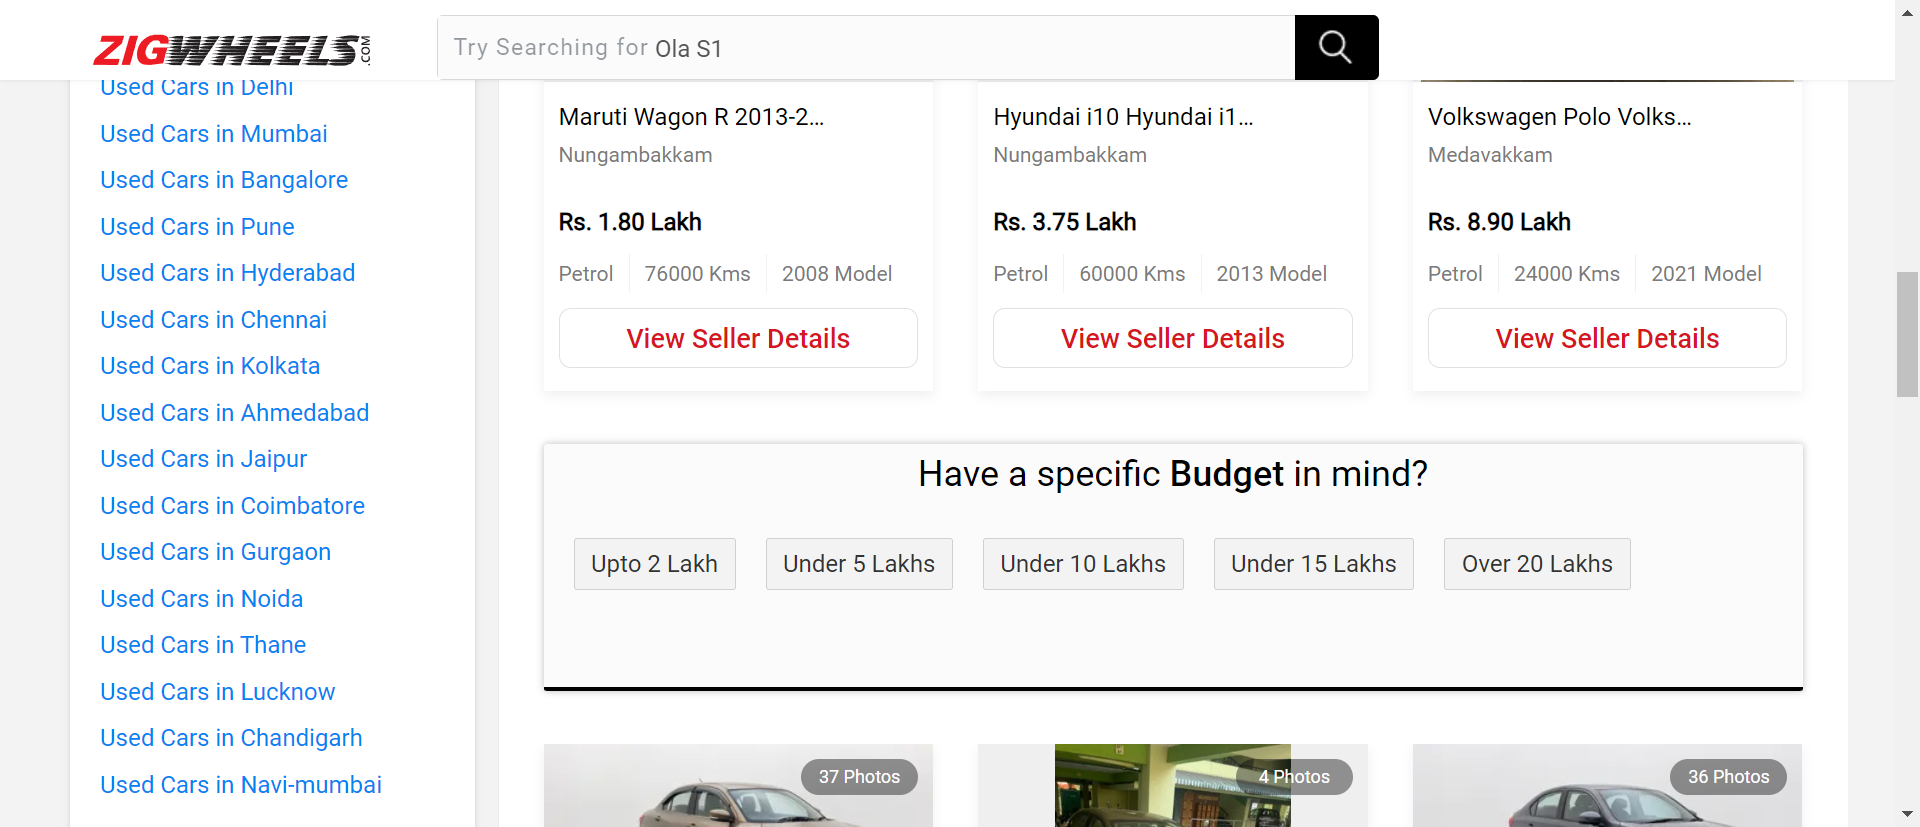 ZIGWHEELS.COM
Try Searching for Ola S1
Used Cars in Delhi
Used Cars in Mumbai
Used Cars in Bangalore
Used Cars in Pune
Used Cars in Hyderabad
Used Cars in Chennai
Used Cars in Kolkata
Used Cars in Ahmedabad
Used Cars in Jaipur
Used Cars in Coimbatore
Used Cars in Gurgaon
Used Cars in Noida
Used Cars in Thane
Used Cars in Lucknow
Used Cars in Chandigarh
Used Cars in Navi-mumbai
Maruti Wagon R 2013-2...
Nungambakkam
Rs. 1.80 Lakh
Petrol 76000 Kms 2008 Model
View Seller Details
Hyundai i10 Hyundai i1...
Nungambakkam
Rs. 3.75 Lakh
Petrol 60000 Kms 2013 Model
View Seller Details
Volkswagen Polo Volks...
Medavakkam
Rs. 8.90 Lakh
Petrol 24000 Kms 2021 Model
View Seller Details
Have a specific Budget in mind?
Upto 2 Lakh Under 5 Lakhs Under 10 Lakhs Under 15 Lakhs Over 20 Lakhs
37 Photos
4 Photos
36 Photos